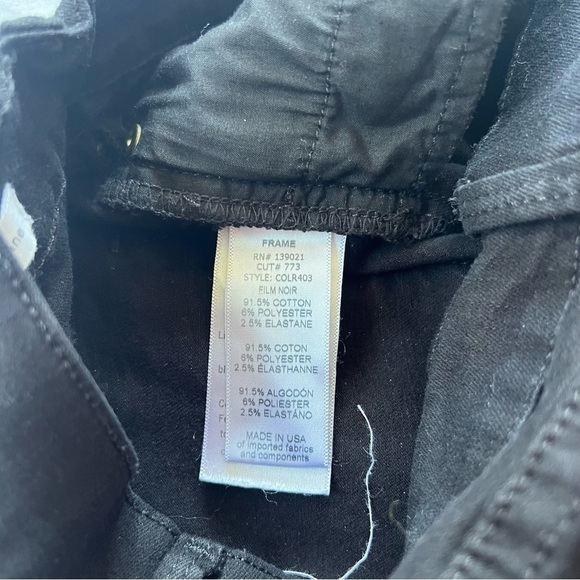 FRAME
RN# 139021
CUT# 773
STYLE: COLR403
FILM NOIR
91.5% COTTON
6% POLYESTER
2.5% ELASTANE
91.5% COTON
6% POLYESTER
2.5% ÉLASTHANNE
91.5% ALGODÓN
6% POLIESTER
2.5% ELASTÁNO
MADE IN USA
of imported fabrics
and components